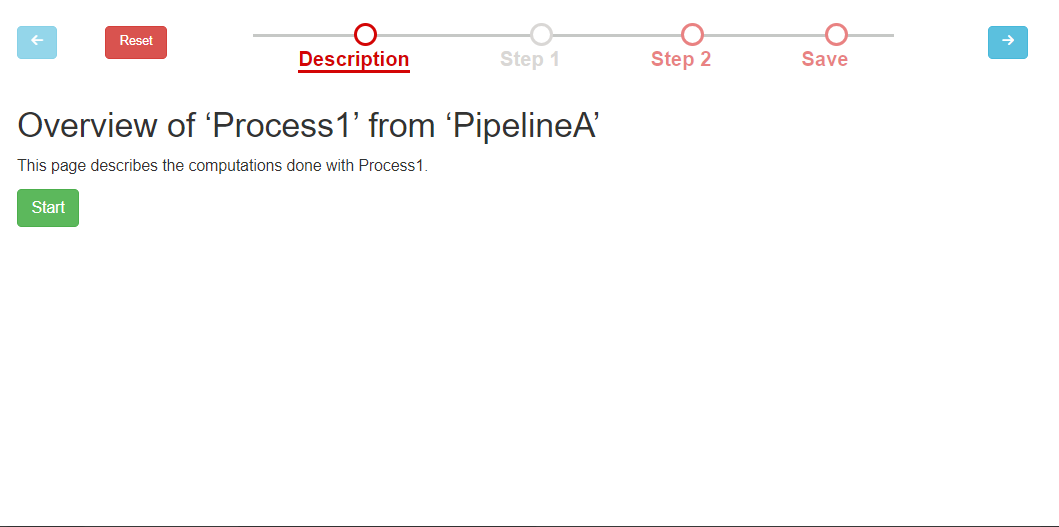 Reset
Description
Step 1
Step 2
Save
Overview of ‘Process1’ from ‘PipelineA’
This page describes the computations done with Process1.
Start